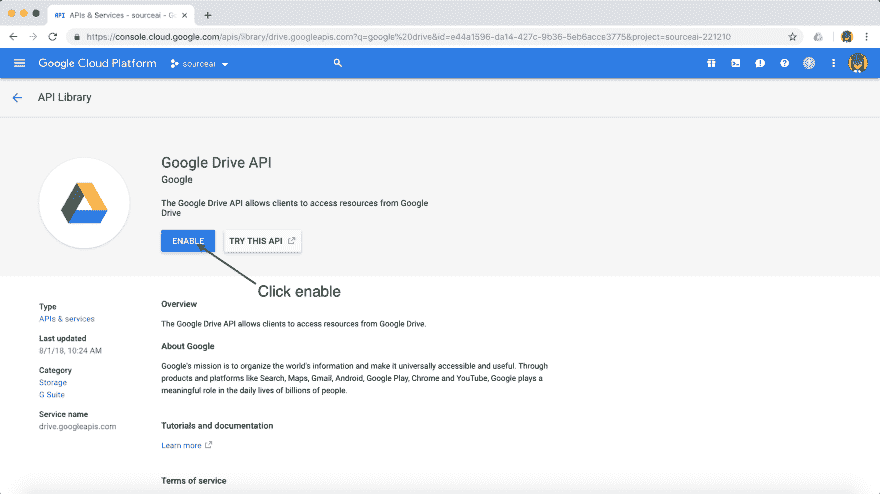 API APIs & Services - sourceai - Go
https://console.cloud.google.com/apis/library/drive.googleapis.com?q=google%20drive&id=e44a1596-da14-427c-9b36-5eb6acce3775&project=sourceai-221210
Google Cloud Platform sourceai
API Library
Google Drive API
Google
The Google Drive API allows clients to access resources from Google
Drive
ENABLE TRY THIS API
Click enable
Type
APIs & services
Last updated
8/1/18, 10:24 AM
Category
Storage
G Suite
Service name
drive.googleapis.com
Overview
The Google Drive API allows clients to access resources from Google Drive.
About Google
Google's mission is to organize the world's information and make it universally accessible and useful. Through
products and platforms like Search, Maps, Gmail, Android, Google Play, Chrome and YouTube, Google plays a
meaningful role in the daily lives of billions of people.
Tutorials and documentation
Learn more
Terms of service